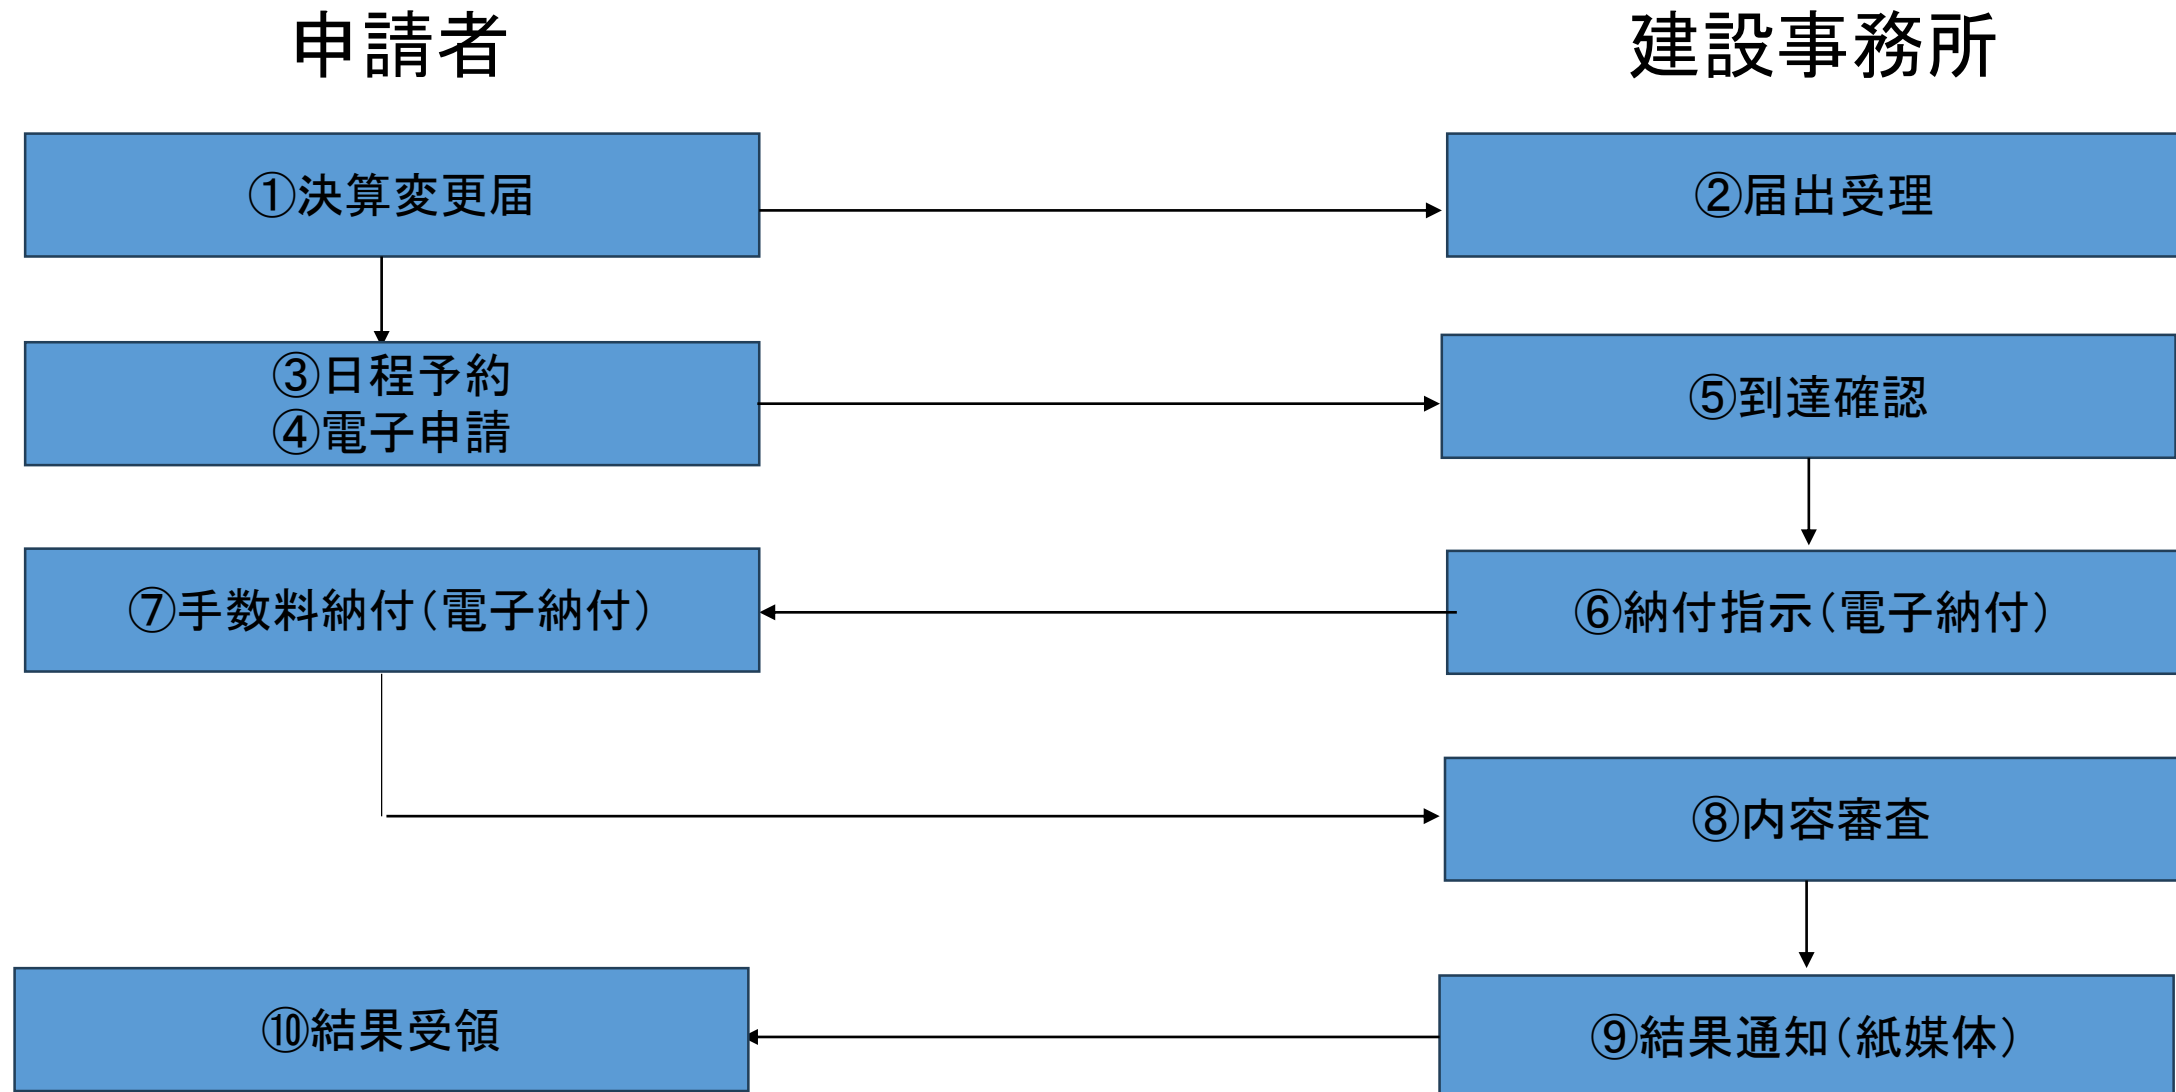 申請者
建設事務所
①決算変更届
②届出受理
③日程予約
④電子申請
⑤到達確認
⑦手数料納付（電子納付）
⑥納付指示（電子納付）
⑧内容審査
⑩結果受領
⑨結果通知（紙媒体）